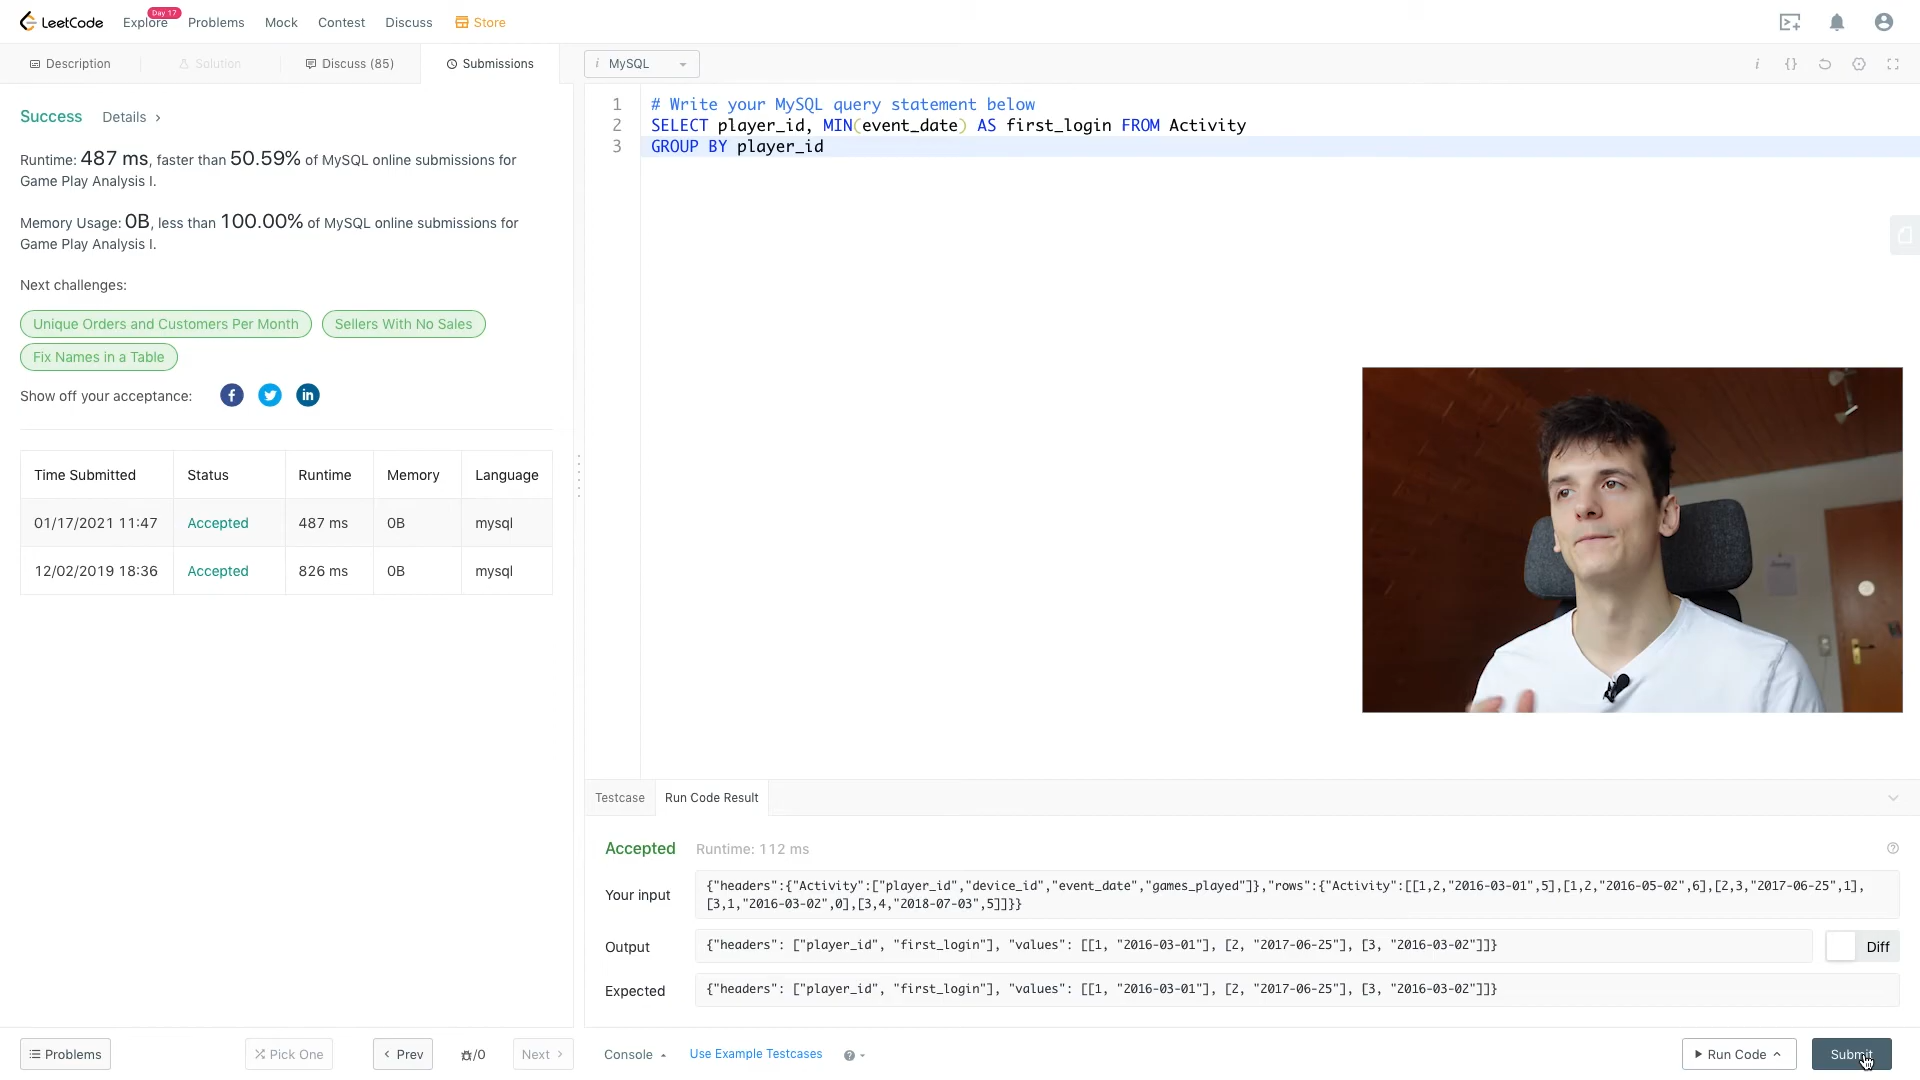 LeetCode
Explore
Day 17
Problems
Mock
Contest
Discuss
Store
Description
Solution
Discuss (85)
Submissions
i MySQL
i {}
Success Details ›
Runtime: 487 ms, faster than 50.59% of MySQL online submissions for
Game Play Analysis I.
Memory Usage: 0B, less than 100.00% of MySQL online submissions for
Game Play Analysis I.
Next challenges:
Unique Orders and Customers Per Month
Sellers With No Sales
Fix Names in a Table
Show off your acceptance:
f
in
Time Submitted Status Runtime Memory Language
01/17/2021 11:47 Accepted 487 ms 0B mysql
12/02/2019 18:36 Accepted 826 ms 0B mysql
1 # Write your MySQL query statement below
2 SELECT player_id, MIN(event_date) AS first_login FROM Activity
3 GROUP BY player_id
Testcase
Run Code Result
Accepted Runtime: 112 ms
Your input
{"headers":{"Activity":["player_id","device_id","event_date","games_played"]},"rows":{"Activity":[[1,2,"2016-03-01",5],[1,2,"2016-05-02",6],[2,3,"2017-06-25",1],
[3,1,"2016-03-02",0],[3,4,"2018-07-03",5]]}}
Output
{"headers": ["player_id", "first_login"], "values": [[1, "2016-03-01"], [2, "2017-06-25"], [3, "2016-03-02"]]}
Diff
Expected
{"headers": ["player_id", "first_login"], "values": [[1, "2016-03-01"], [2, "2017-06-25"], [3, "2016-03-02"]]}
Problems
Pick One
‹ Prev
/0
Next ›
Console
Use Example Testcases
?
Run Code
Submit